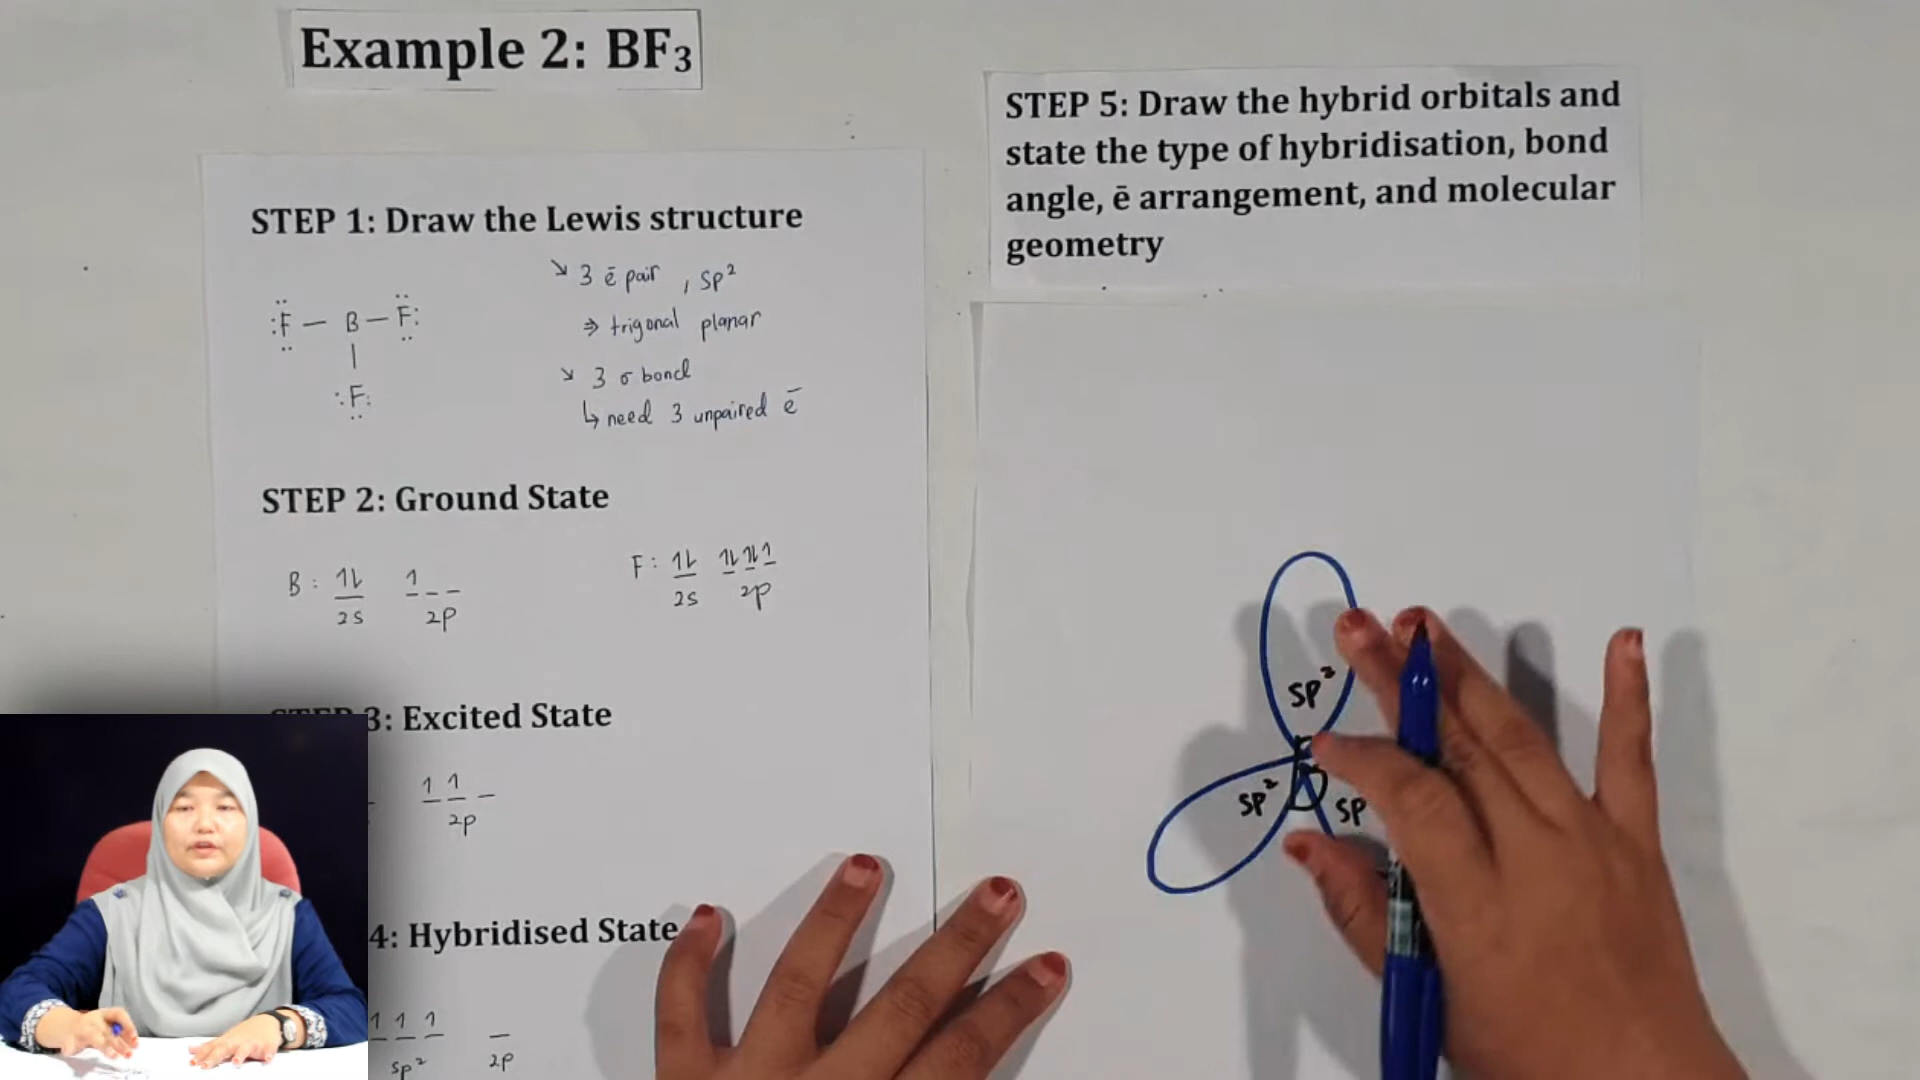 Example 2: BF₃
STEP 1: Draw the Lewis structure
:F — B — F:
|
:F:
↘ 3 ē pair , sp²
⇒ trigonal planar
↘ 3 σ bond
↳ need 3 unpaired ē
STEP 2: Ground State
B : 1l 1 _ _
2s 2p
F : 1l 1l 1l 1
2s 2p
3: Excited State
1 1 _
2p
4: Hybridised State
1 1 1 _
sp² 2p
STEP 5: Draw the hybrid orbitals and
state the type of hybridisation, bond
angle, ē arrangement, and molecular
geometry
sp²
sp² B sp